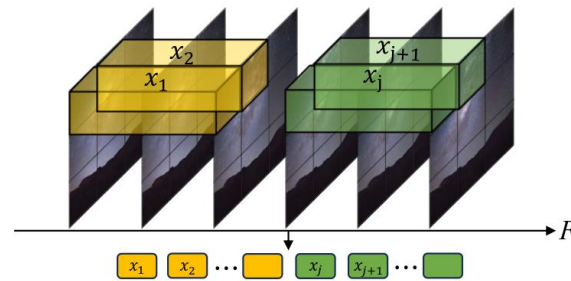 x₂
x₁
xⱼ₊₁
xⱼ
F
x₁ x₂ ... xⱼ xⱼ₊₁ ...